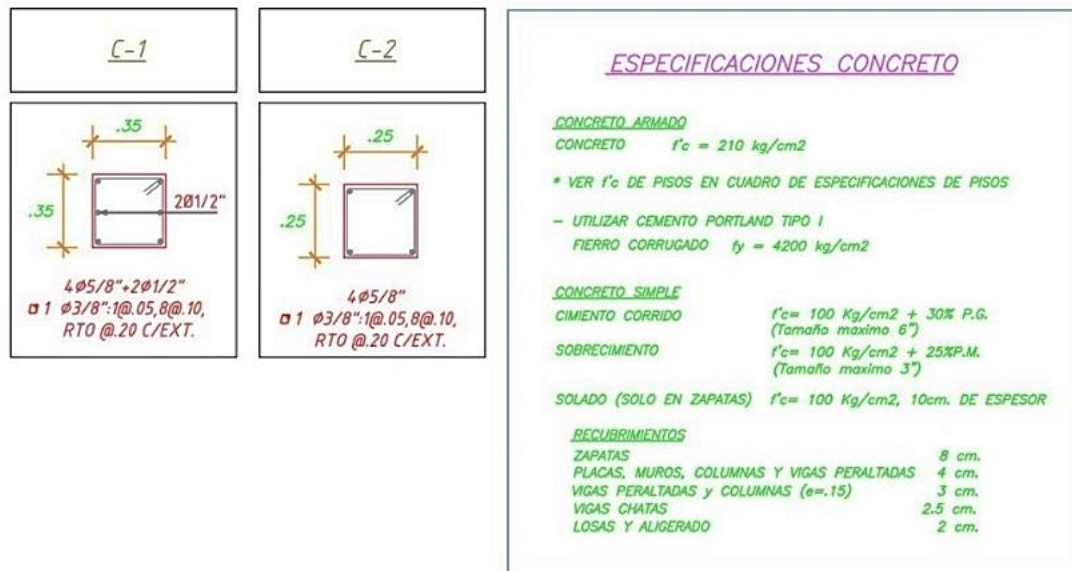 C-1
.35
.35
2Ø1/2"
4Ø5/8"+2Ø1/2"
1 Ø3/8":1@.05,8@.10,
RTO @.20 C/EXT.
C-2
.25
.25
4Ø5/8"
1 Ø3/8":1@.05,8@.10,
RTO @.20 C/EXT.
ESPECIFICACIONES CONCRETO
CONCRETO ARMADO
CONCRETO f'c = 210 kg/cm2
* VER f'c DE PISOS EN CUADRO DE ESPECIFICACIONES DE PISOS
- UTILIZAR CEMENTO PORTLAND TIPO I
FIERRO CORRUGADO fy = 4200 kg/cm2
CONCRETO SIMPLE
CIMIENTO CORRIDO f'c= 100 Kg/cm2 + 30% P.G.
(Tamaño maximo 6")
SOBRECIMIENTO f'c= 100 Kg/cm2 + 25%P.M.
(Tamaño maximo 3")
SOLADO (SOLO EN ZAPATAS) f'c= 100 Kg/cm2, 10cm. DE ESPESOR
RECUBRIMIENTOS
ZAPATAS 8 cm.
PLACAS, MUROS, COLUMNAS Y VIGAS PERALTADAS 4 cm.
VIGAS PERALTADAS y COLUMNAS (e=.15) 3 cm.
VIGAS CHATAS 2.5 cm.
LOSAS Y ALIGERADO 2 cm.